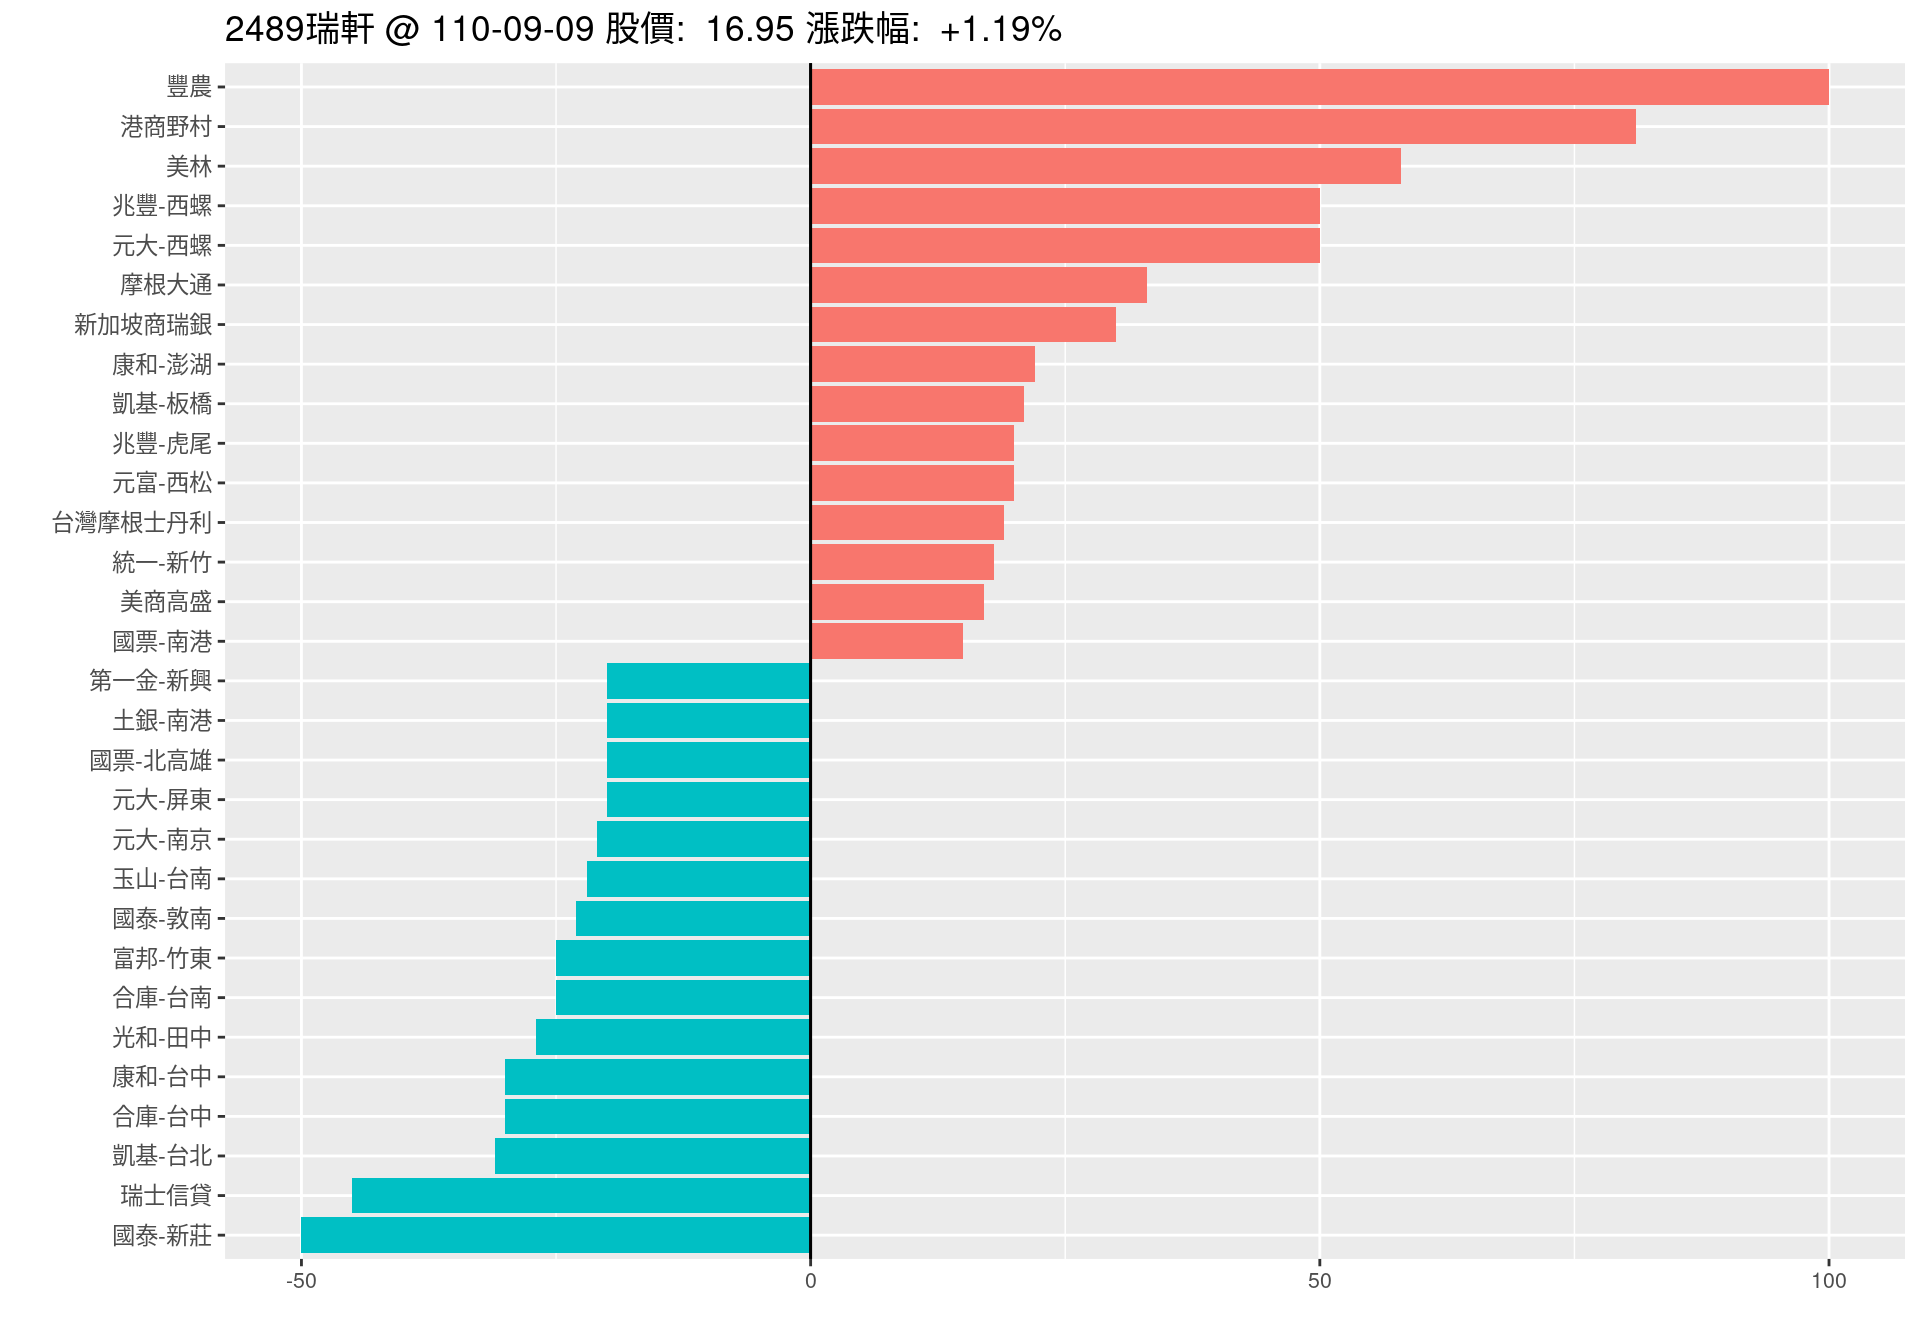 2489瑞軒 @ 110-09-09 股價: 16.95 漲跌幅: +1.19%
豐農
港商野村
美林
兆豐-西螺
元大-西螺
摩根大通
新加坡商瑞銀
康和-澎湖
凱基-板橋
兆豐-虎尾
元富-西松
台灣摩根士丹利
統一-新竹
美商高盛
國票-南港
第一金-新興
土銀-南港
國票-北高雄
元大-屏東
元大-南京
玉山-台南
國泰-敦南
富邦-竹東
合庫-台南
光和-田中
康和-台中
合庫-台中
凱基-台北
瑞士信貸
國泰-新莊
-50 0 50 100